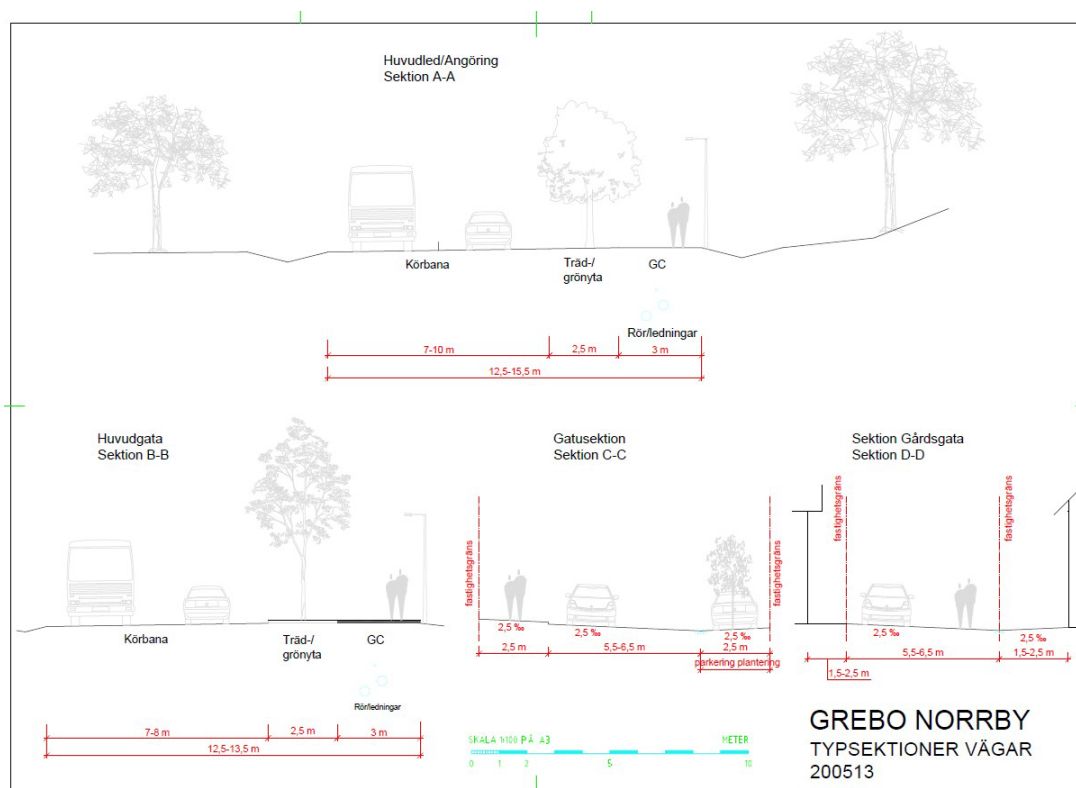 Huvudled/Angöring
Sektion A-A
Körbana
Träd-/
grönyta
GC
Rör/ledningar
7-10 m
2,5 m
3 m
12,5-15,5 m
Huvudgata
Sektion B-B
Körbana
Träd-/
grönyta
GC
Rör/ledningar
7-8 m
2,5 m
3 m
12,5-13,5 m
Gatusektion
Sektion C-C
fastighetsgräns
fastighetsgräns
2,5 ‰
2,5 ‰
2,5 ‰
2,5 m
5,5-6,5 m
2,5 m
parkering plantering
Sektion Gårdsgata
Sektion D-D
fastighetsgräns
fastighetsgräns
2,5 ‰
2,5 ‰
5,5-6,5 m
1,5-2,5 m
1,5-2,5 m
SKALA 1:100 PÅ A3
METER
0 1 2 5 10
GREBO NORRBY
TYPSEKTIONER VÄGAR
200513